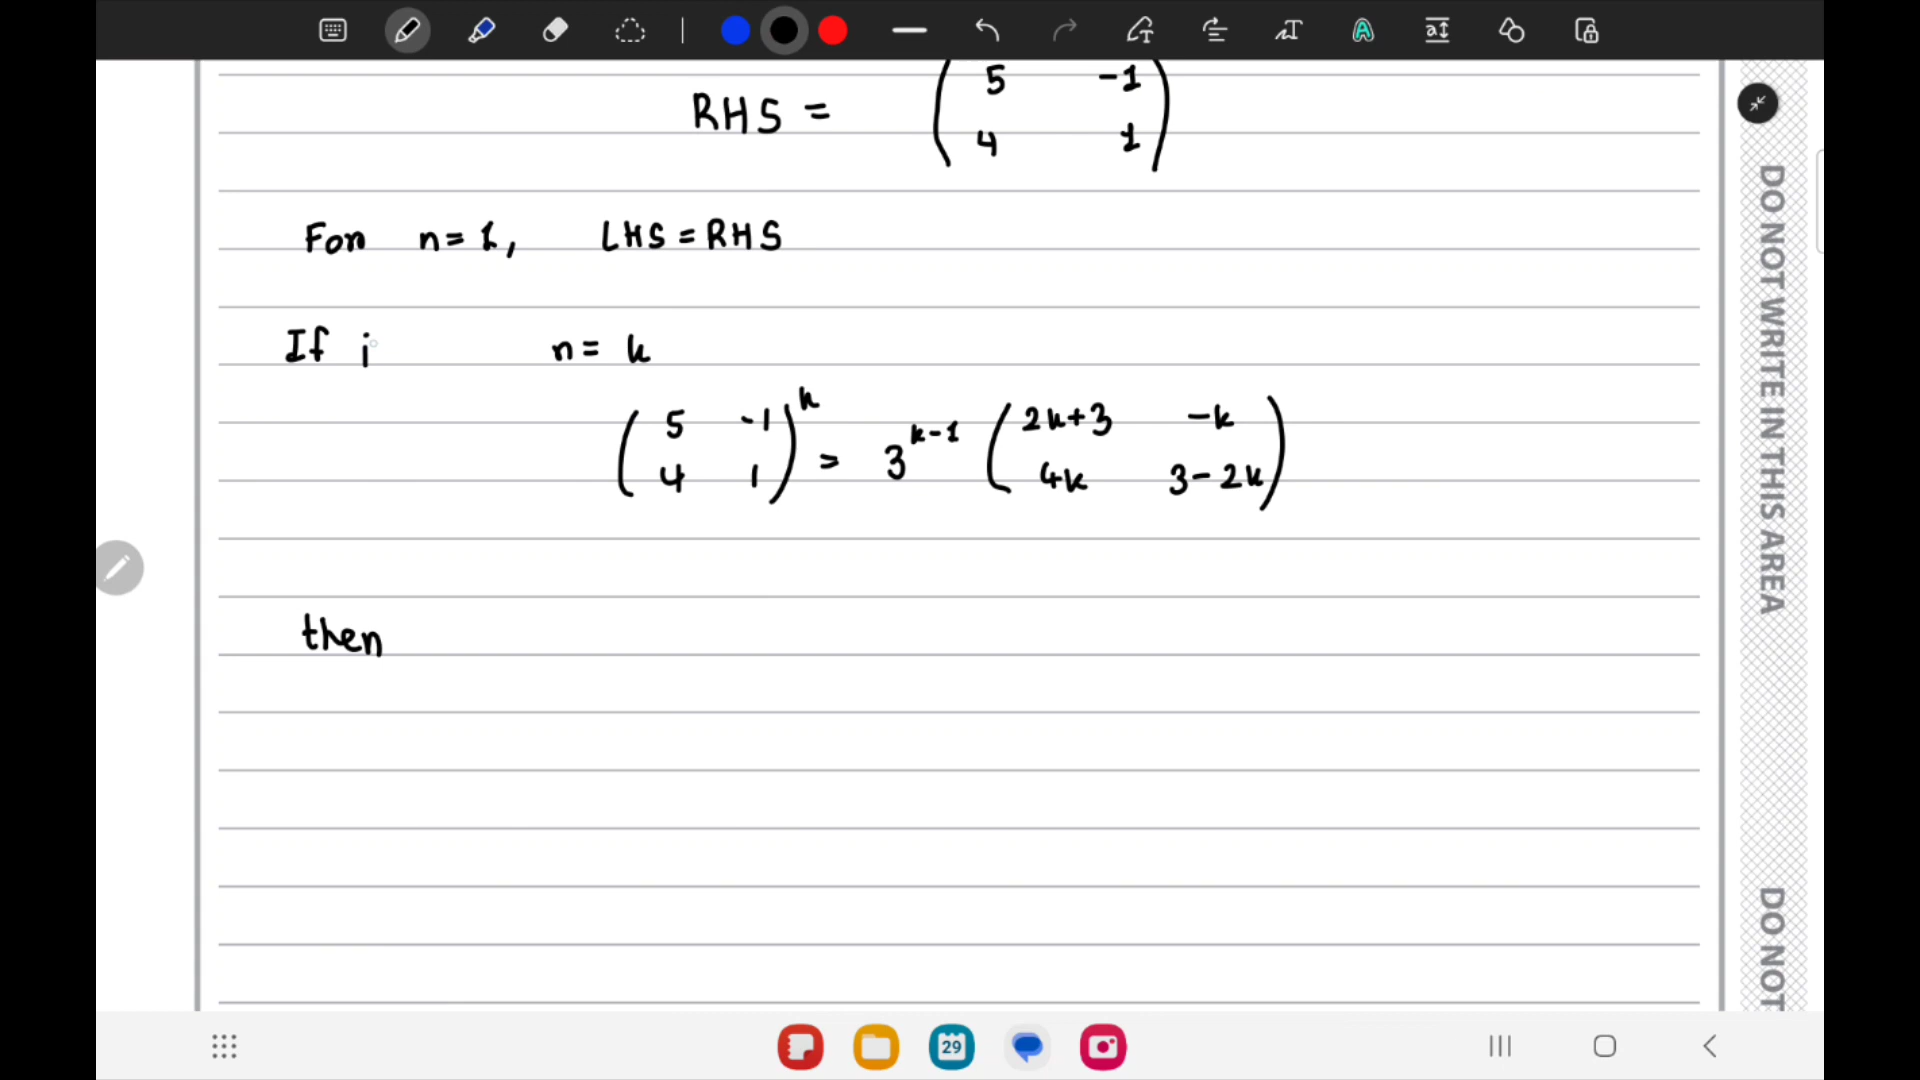 5 -1
RHS =
4 1
For n = 1, LHS = RHS
If i n = k
( 5 -1 ) k = 3 k-1 ( 2k+3 -k )
( 4 1 ) ( 4k 3-2k )
then
DO NOT WRITE IN THIS AREA
DO NOT
29